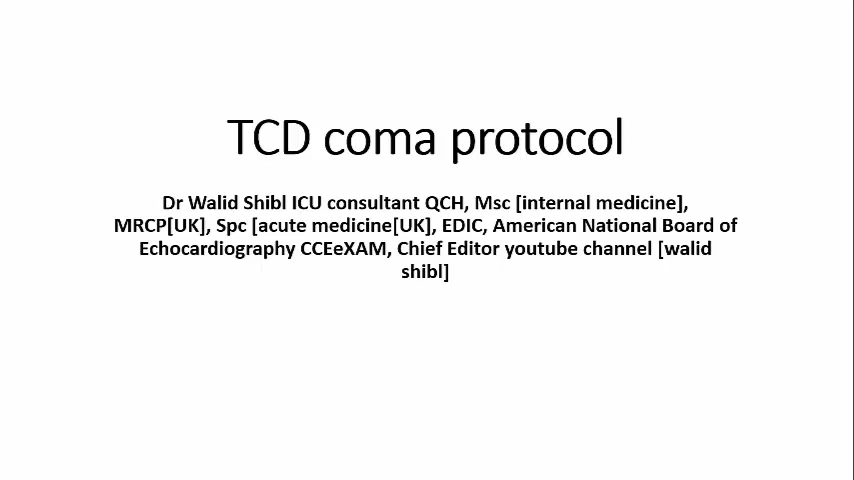 TCD coma protocol
Dr Walid Shibl ICU consultant QCH, Msc [internal medicine],
MRCP[UK], Spc [acute medicine[UK], EDIC, American National Board of
Echocardiography CCEeXAM, Chief Editor youtube channel [walid
shibl]